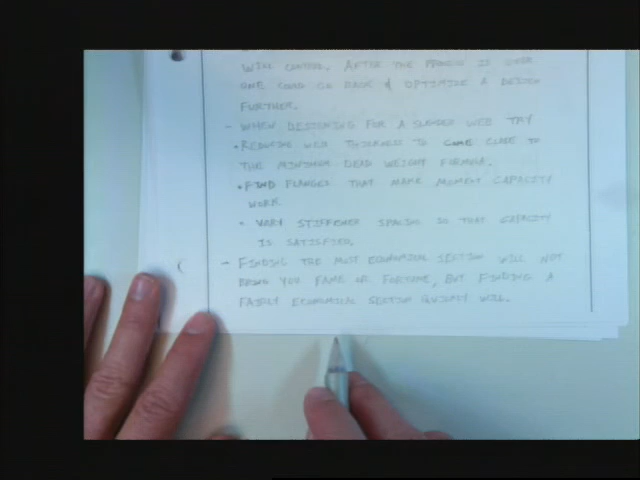 WILL CONTROL. AFTER THE PROCESS IS OVER
ONE COULD GO BACK & OPTIMIZE A DESIGN
FURTHER.
- WHEN DESIGNING FOR A SLENDER WEB TRY
• REDUCING WEB THICKNESS TO COME CLOSE TO
THE MINIMUM DEAD WEIGHT FORMULA.
• FIND FLANGES THAT MAKE MOMENT CAPACITY
WORK
• VARY STIFFENER SPACING SO THAT CAPACITY
IS SATISFIED.
- FINDING THE MOST ECONOMICAL SECTION WILL NOT
BRING YOU FAME OR FORTUNE, BUT FINDING A
FAIRLY ECONOMICAL SECTION QUICKLY WILL.